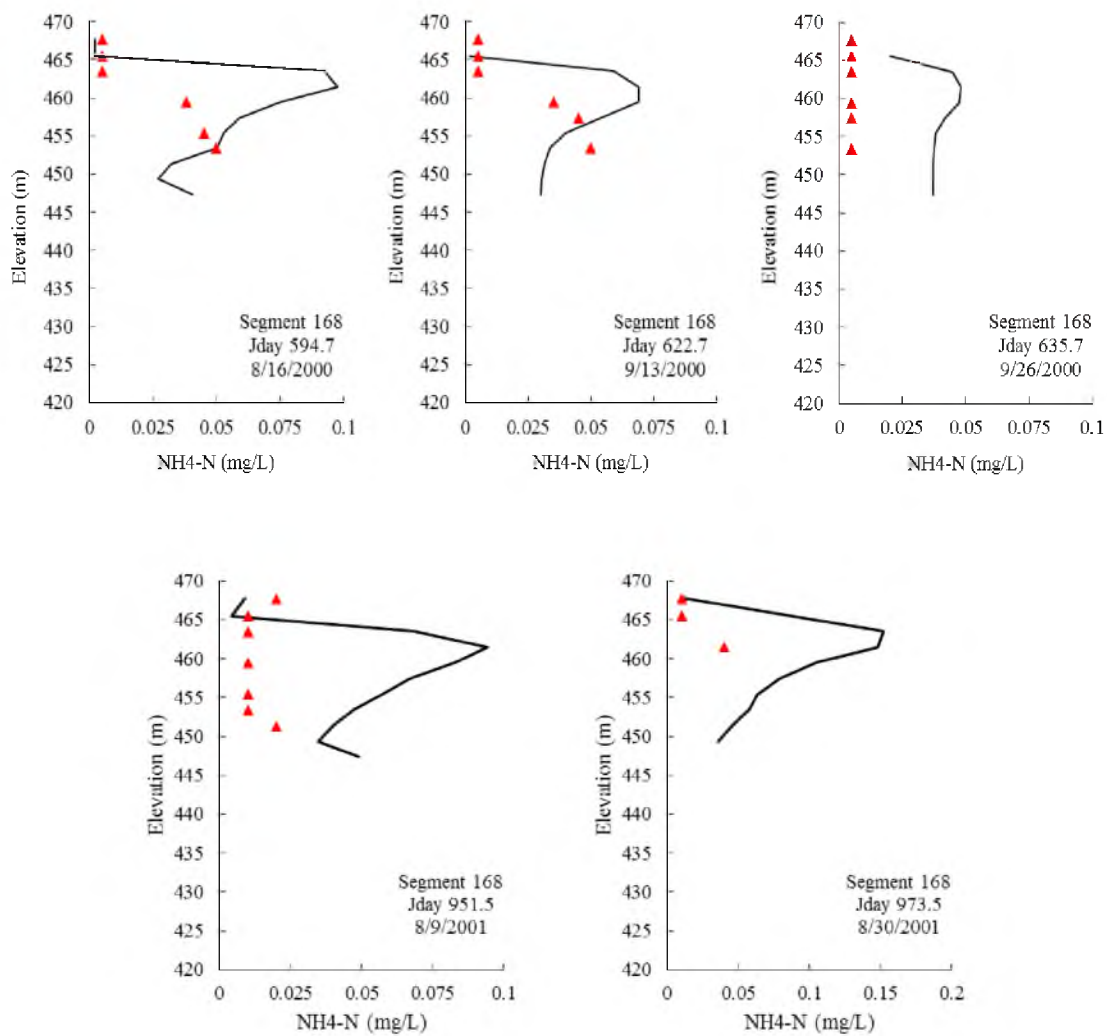 470
465
460
455
450
445
440
435
430
425
420
Elevation (m)
0 0.025 0.05 0.075 0.1
NH4-N (mg/L)
Segment 168
Jday 594.7
8/16/2000
470
465
460
455
450
445
440
435
430
425
420
Elevation (m)
0 0.025 0.05 0.075 0.1
NH4-N (mg/L)
Segment 168
Jday 622.7
9/13/2000
470
465
460
455
450
445
440
435
430
425
420
Elevation (m)
0 0.025 0.05 0.075 0.1
NH4-N (mg/L)
Segment 168
Jday 635.7
9/26/2000
470
465
460
455
450
445
440
435
430
425
420
Elevation (m)
0 0.025 0.05 0.075 0.1
NH4-N (mg/L)
Segment 168
Jday 951.5
8/9/2001
470
465
460
455
450
445
440
435
430
425
420
Elevation (m)
0 0.05 0.1 0.15 0.2
NH4-N (mg/L)
Segment 168
Jday 973.5
8/30/2001